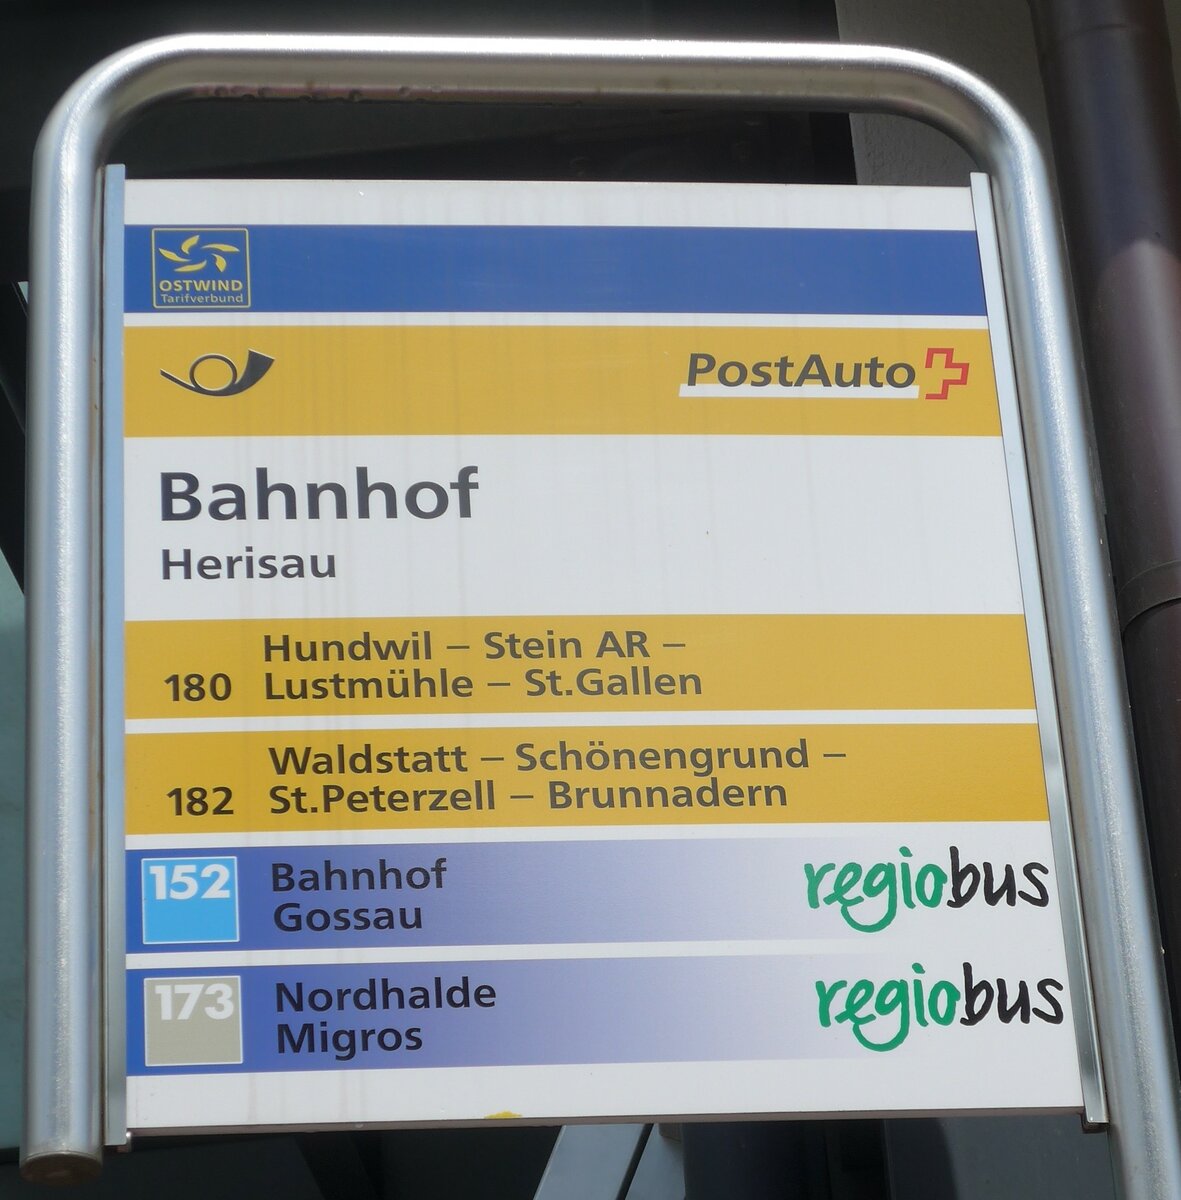 OSTWIND
Tarifverbund
PostAuto
Bahnhof
Herisau
180 Hundwil – Stein AR –
Lustmühle – St.Gallen
182 Waldstatt – Schönengrund –
St.Peterzell – Brunnadern
152 Bahnhof
Gossau
regiobus
173 Nordhalde
Migros
regiobus